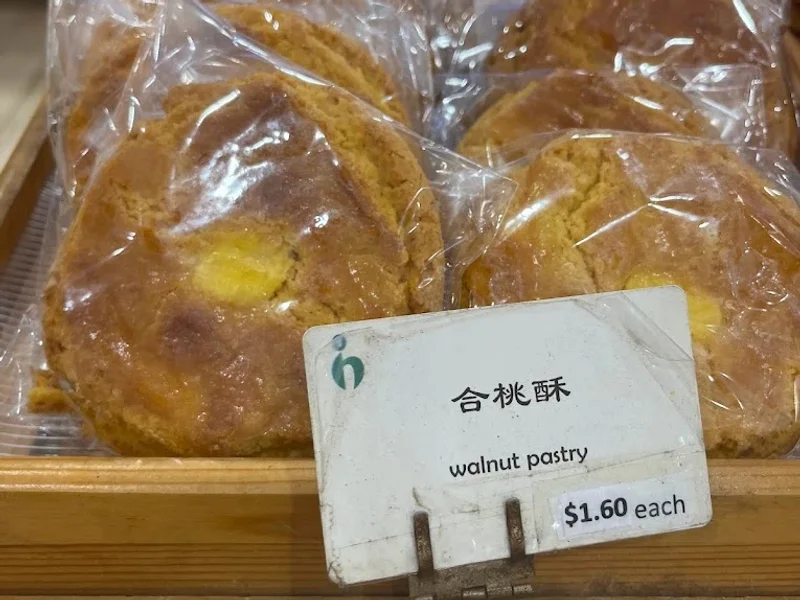 合桃酥
walnut pastry
$1.60 each